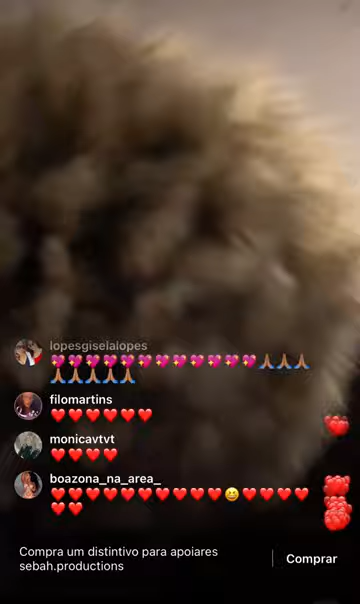 lopesgiselalopes
💖💖💖💖💖💖💖💖💖💖💖💖🙏🏾🙏🏾🙏🏾
🙏🏾🙏🏾🙏🏾🙏🏾🙏🏾
filomartins
❤️❤️❤️❤️❤️❤️
monicavtvt
❤️❤️❤️❤️
boazona_na_area_
❤️❤️❤️❤️❤️❤️❤️❤️❤️❤️😆❤️❤️❤️❤️
❤️❤️
Compra um distintivo para apoiares
sebah.productions
Comprar